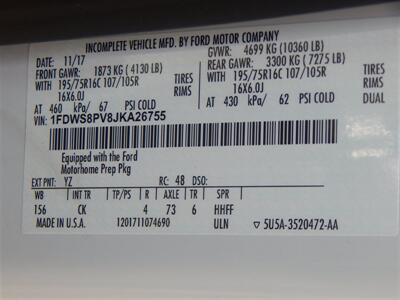 INCOMPLETE VEHICLE MFD. BY FORD MOTOR COMPANY
DATE: 11/17 GVWR: 4699 KG (10360 LB)
FRONT GAWR: 1873 KG ( 4130 LB) REAR GAWR: 3300 KG ( 7275 LB)
195/75R16C 107/105R TIRES 195/75R16C 107/105R TIRES
16X6.0J RIMS 16X6.0J RIMS
AT 460 kPa/ 67 PSI COLD AT 430 kPa/ 62 PSI COLD DUAL
VIN: 1FDWS8PV8JKA26755
Equipped with the Ford
Motorhome Prep Pkg
EXT PNT: YZ RC: 48 DSO:
WB INT TR TP/PS R AXLE TR SPR
156 CK 4 73 6 HHFF
MADE IN U.S.A. 1201711074690 ULN ▽ 5U5A-3520472-AA